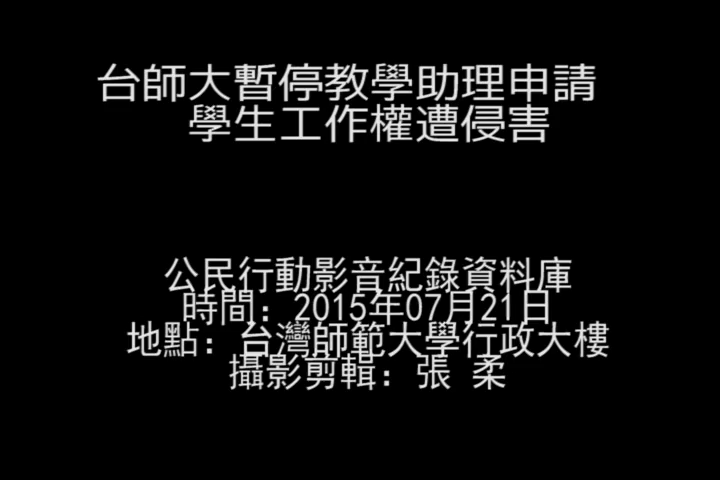 台師大暫停教學助理申請
學生工作權遭侵害
公民行動影音紀錄資料庫
時間：2015年07月21日
地點：台灣師範大學行政大樓
攝影剪輯：張 柔